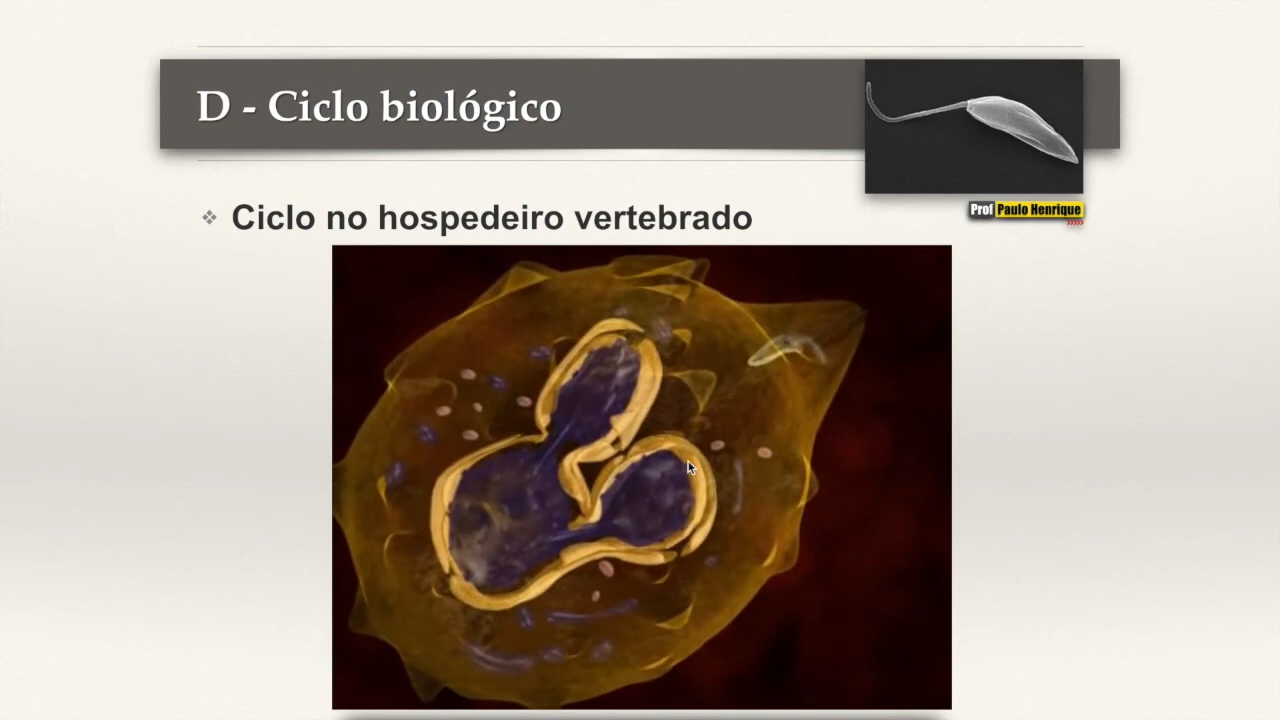 D - Ciclo biológico
Prof Paulo Henrique
Ciclo no hospedeiro vertebrado